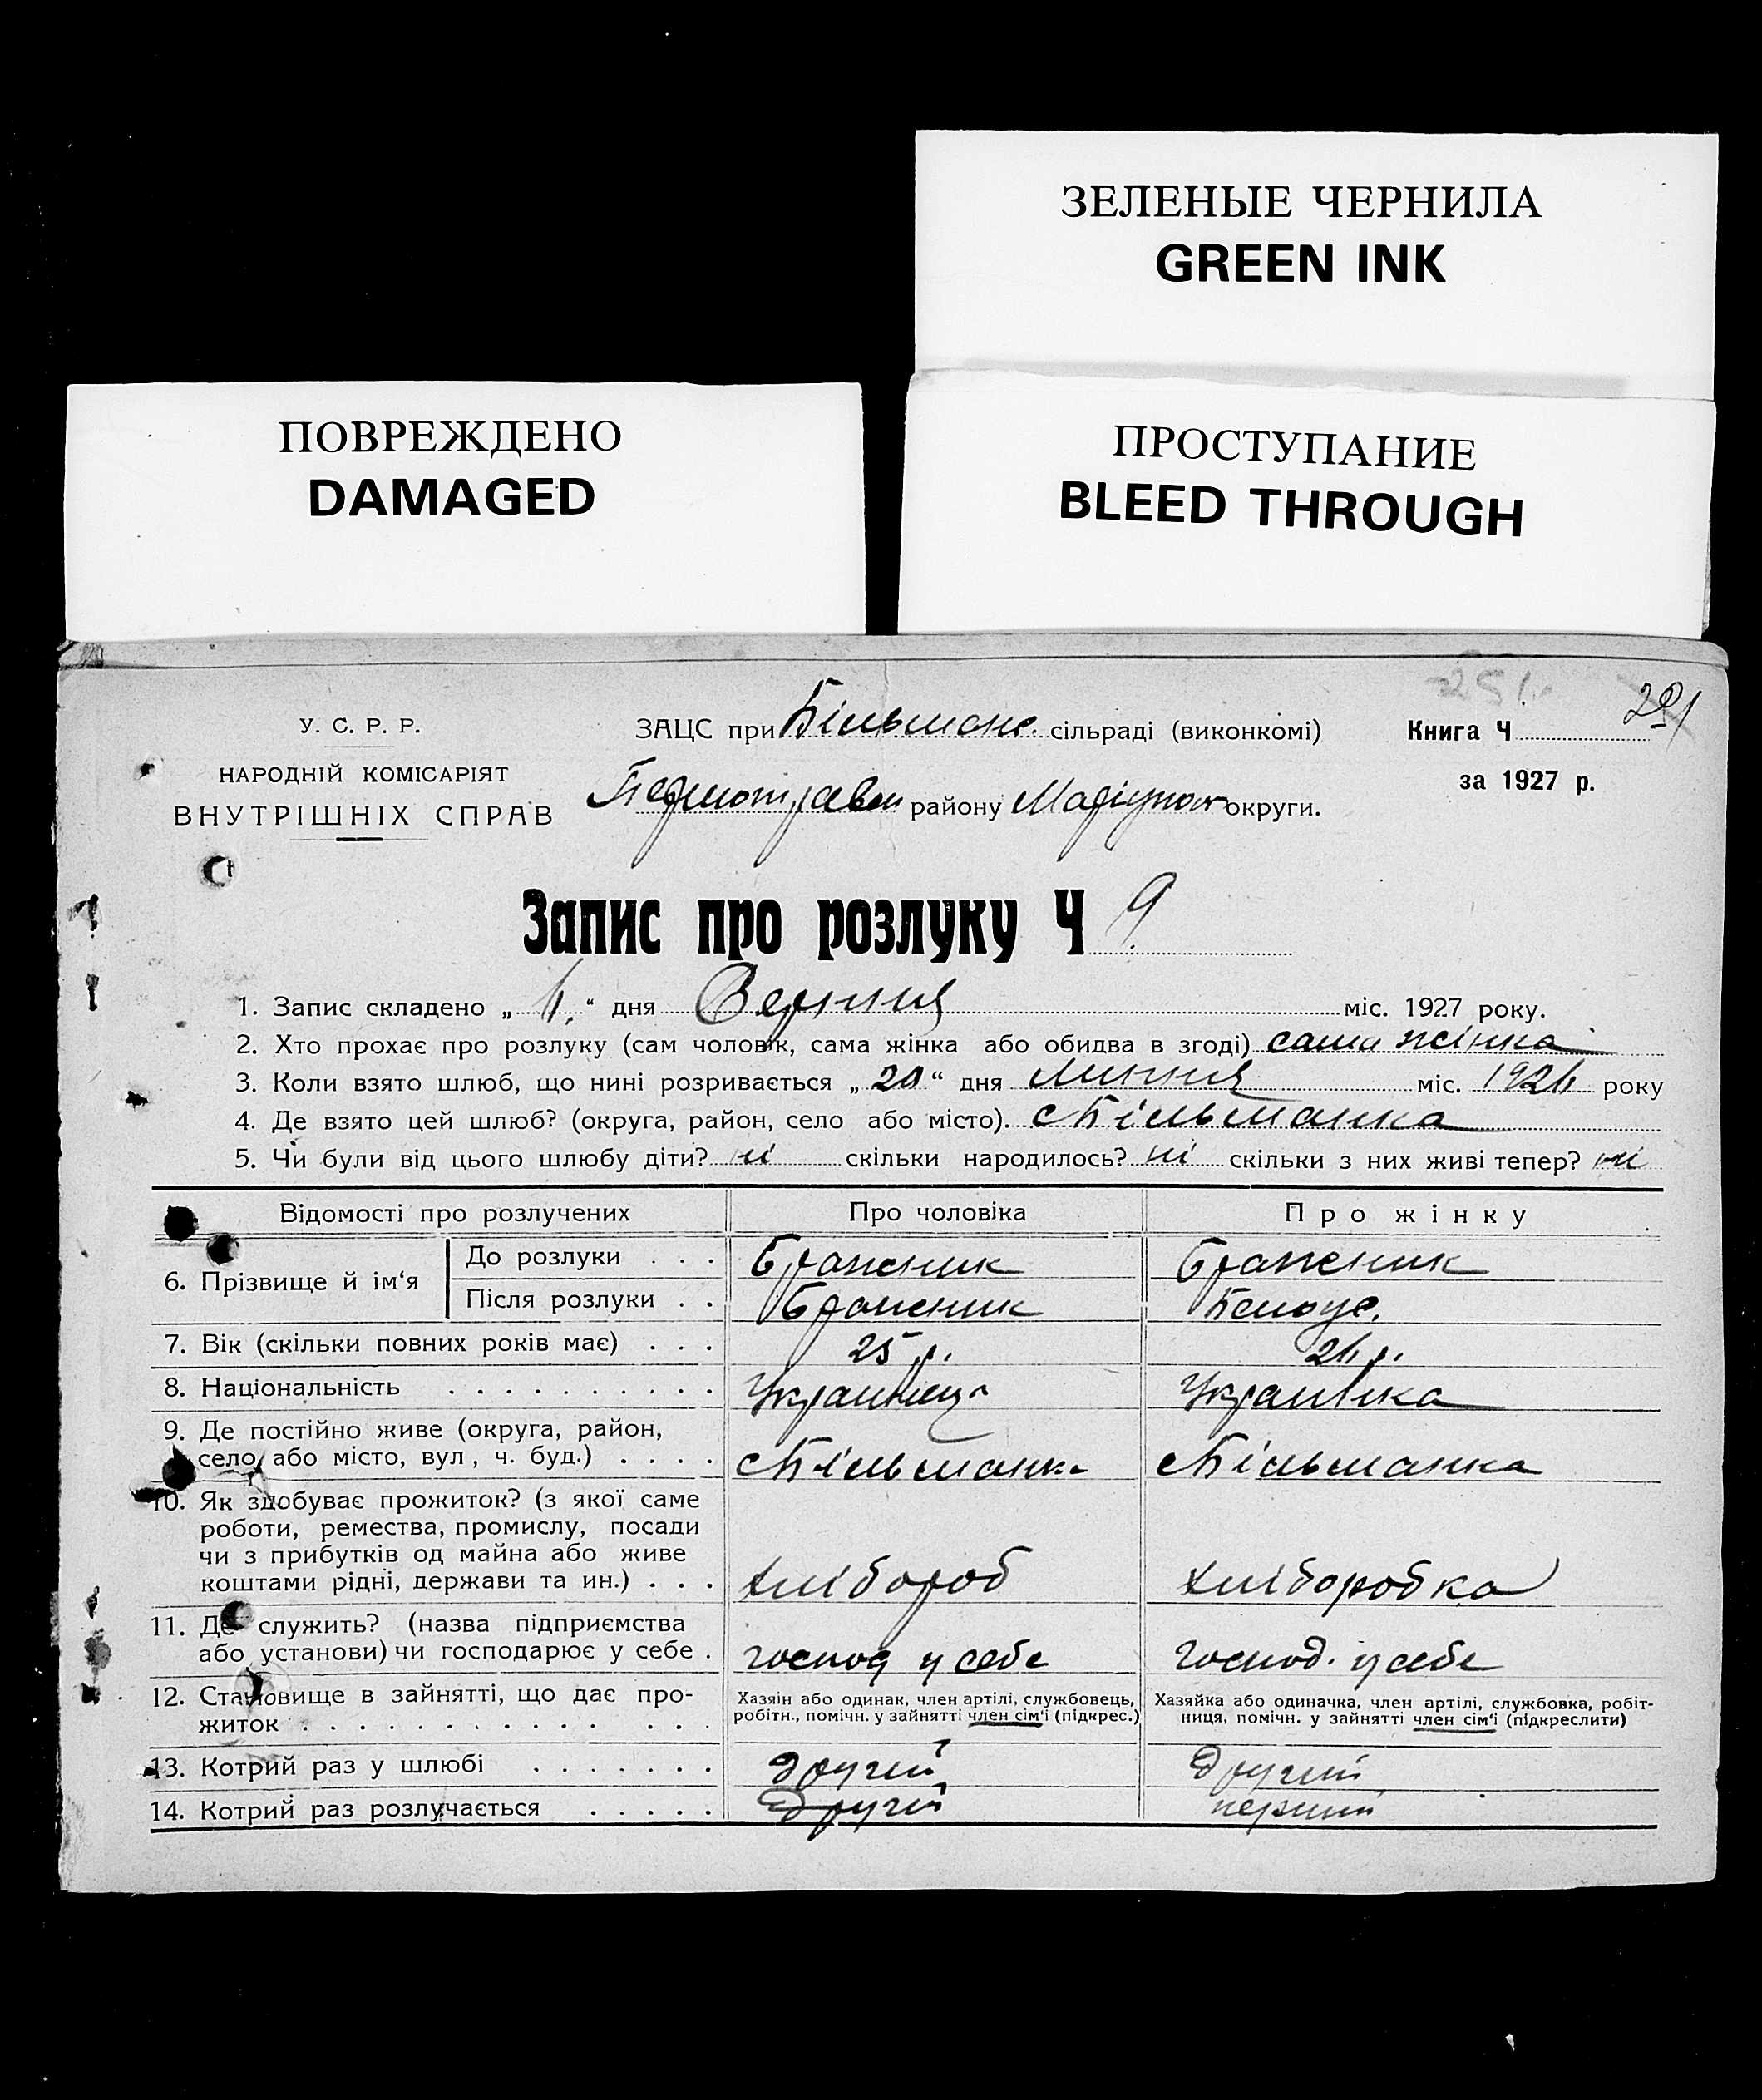 ЗЕЛЕНЫЕ ЧЕРНИЛА
GREEN INK
ПОВРЕЖДЕНО
DAMAGED
ПРОСТУПАНИЕ
BLEED THROUGH
У. С. Р. Р.
НАРОДНІЙ КОМІСАРІЯТ
ВНУТРІШНІХ СПРАВ
ЗАЦС при Більманс. сільраді (виконкомі)
району Маріупол округи.
Книга Ч
за 1927 р.
Запис про розлуку Ч 9
1. Запис складено „ 4. “ дня Серпня міс. 1927 року.
2. Хто прохає про розлуку (сам чоловік, сама жінка або обидва в згоді) сама жінка
3. Коли взято шлюб, що нині розривається „ 20 “ дня Липня міс. 1924 року
4. Де взято цей шлюб? (округа, район, село або місто). с Більманка
5. Чи були від цього шлюбу діти? ні скільки народилось? ні скільки з них живі тепер? ні
Відомості про розлучених Про чоловіка Про жінку
6. Прізвище й ім‘я
До розлуки . . . Бражник Бражник
Після розлуки . . Бражник Белоус.
7. Вік (скільки повних років має) . . . 25 р. 24 р.
8. Національність . . . . . . . . . . Українець Українка
9. Де постійно живе (округа, район,
село або місто, вул , ч. буд.) . . . . с Більманка с Більманка
10. Як здобуває прожиток? (з якої саме
роботи, ремества, промислу, посади
чи з прибутків од майна або живе
коштами рідні, держави та ин.) . . . хлібороб хліборобка
11. Де служить? (назва підприємства
або установи) чи господарює у себе . господ у себе господ. у себе
12. Становище в зайнятті, що дає про-
житок . . . . . . . . . . . . . .
Хазяін або одинак, член артілі, службовець,
робітн., помічн. у зайнятті член сім‘і (підкрес.)
Хазяйка або одиначка, член артілі, службовка, робіт-
ниця, помічн. у зайнятті член сім‘і (підкреслити)
13. Котрий раз у шлюбі . . . . . . . другий другий
14. Котрий раз розлучається . . . . . другий перший